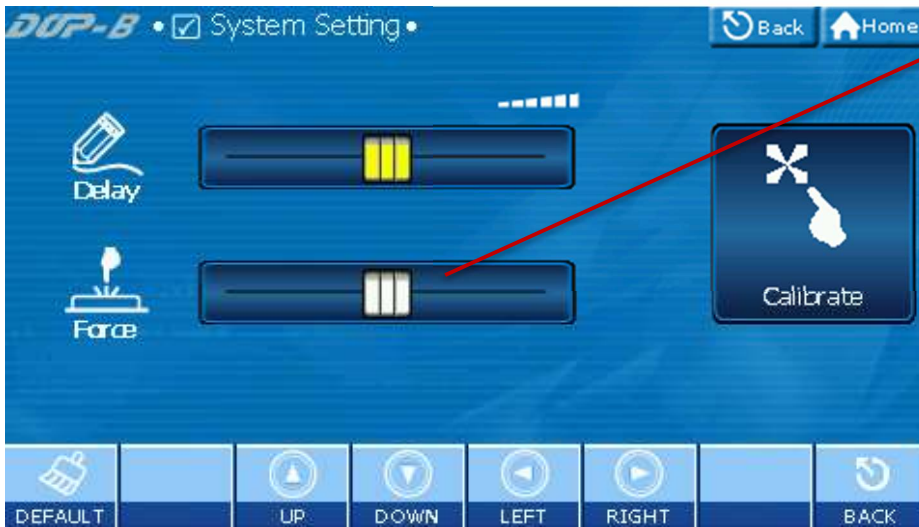 DOP-B • System Setting •
Back
Home
Delay
Force
Calibrate
DEFAULT
UP
DOWN
LEFT
RIGHT
BACK